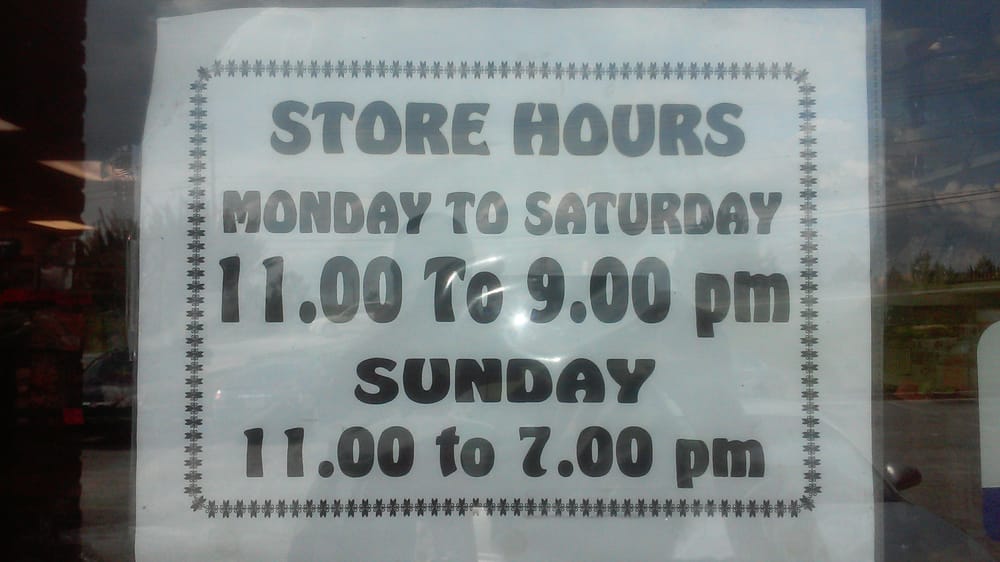 STORE HOURS
MONDAY TO SATURDAY
11.00 To 9.00 pm
SUNDAY
11.00 to 7.00 pm